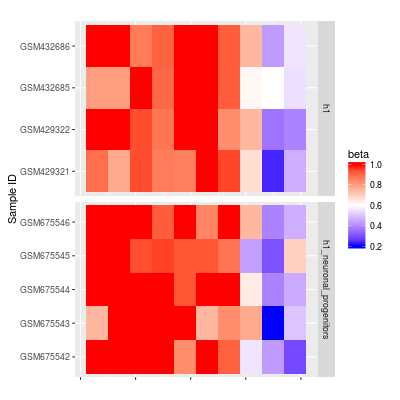 GSM432686
GSM432685
GSM429322
GSM429321
h1
GSM675546
GSM675545
GSM675544
GSM675543
GSM675542
h1_neuronal_progenitors
Sample ID
beta
1.0
0.8
0.6
0.4
0.2